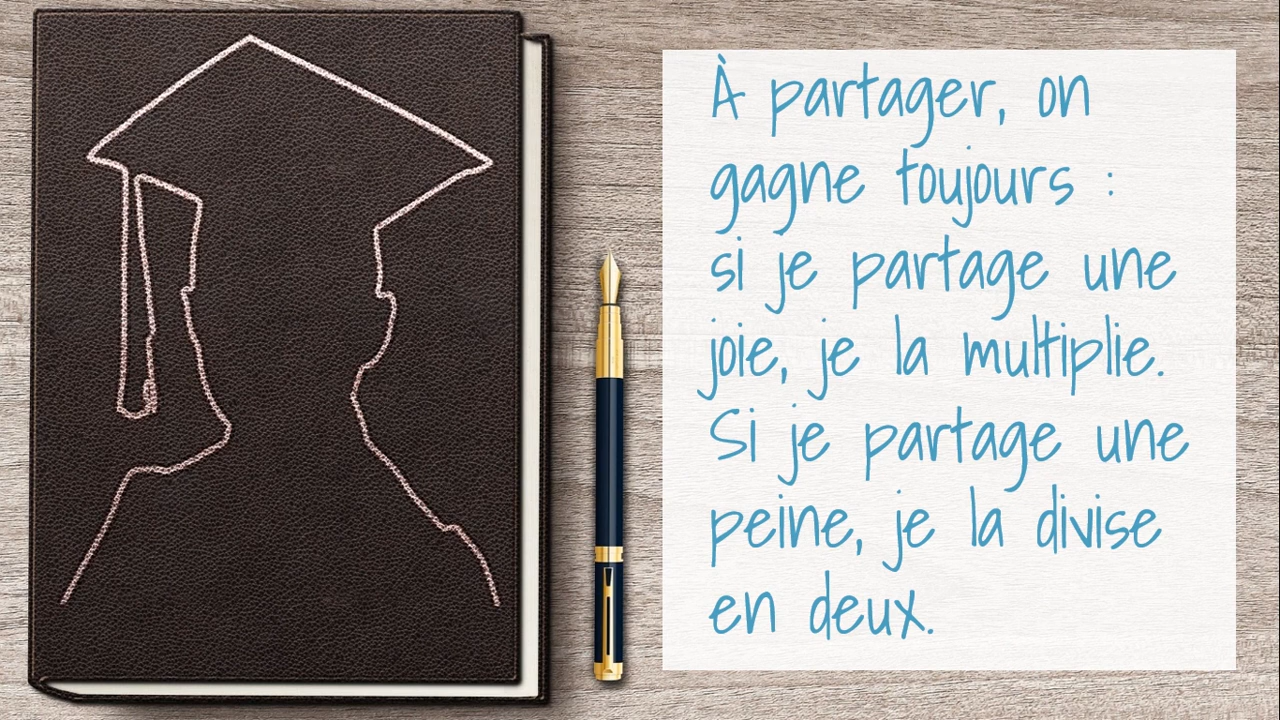 À partager, on
gagne toujours :
si je partage une
joie, je la multiplie.
Si je partage une
peine, je la divise
en deux.